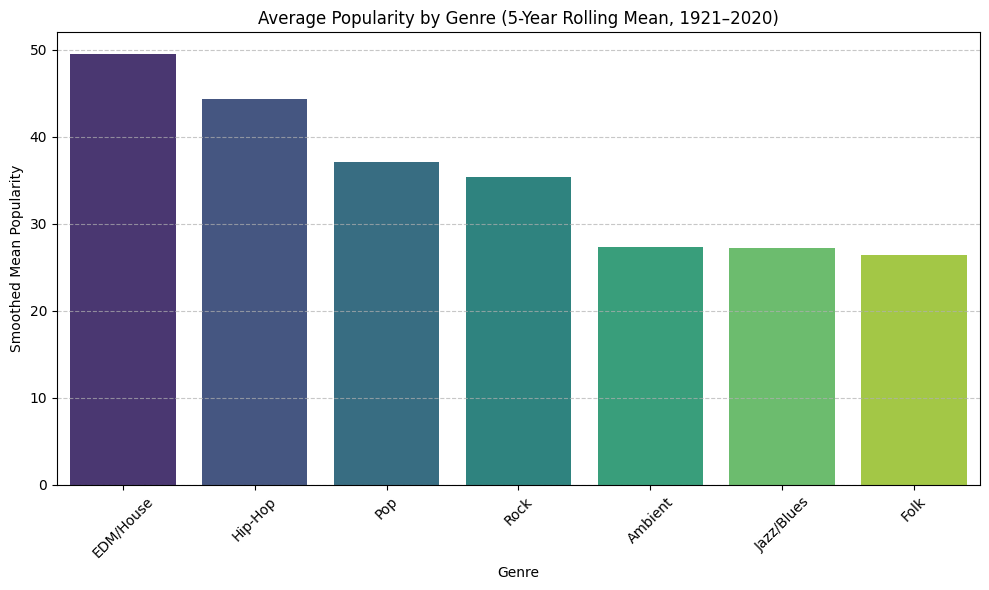 Average Popularity by Genre (5-Year Rolling Mean, 1921–2020)
Smoothed Mean Popularity
50
40
30
20
10
0
EDM/House
Hip-Hop
Pop
Rock
Ambient
Jazz/Blues
Folk
Genre